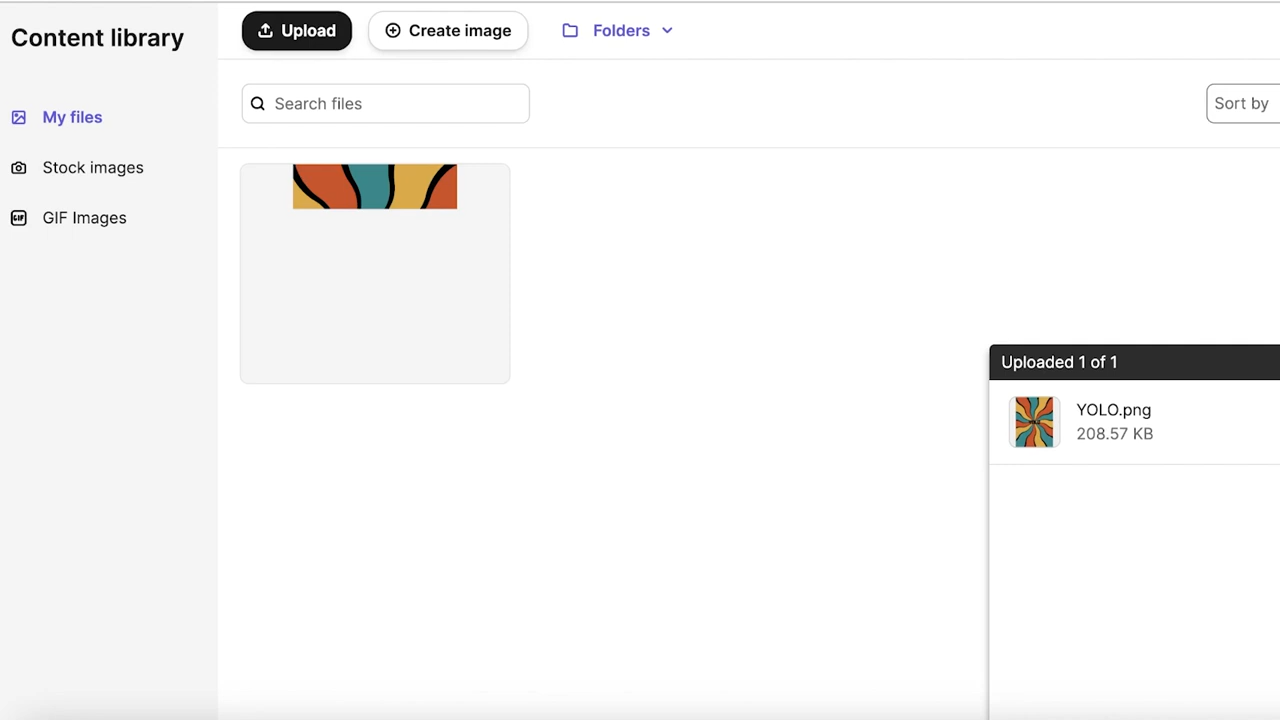 Content library
Upload
Create image
Folders
My files
Stock images
GIF Images
Search files
Sort by
Uploaded 1 of 1
YOLO.png
208.57 KB
GIF